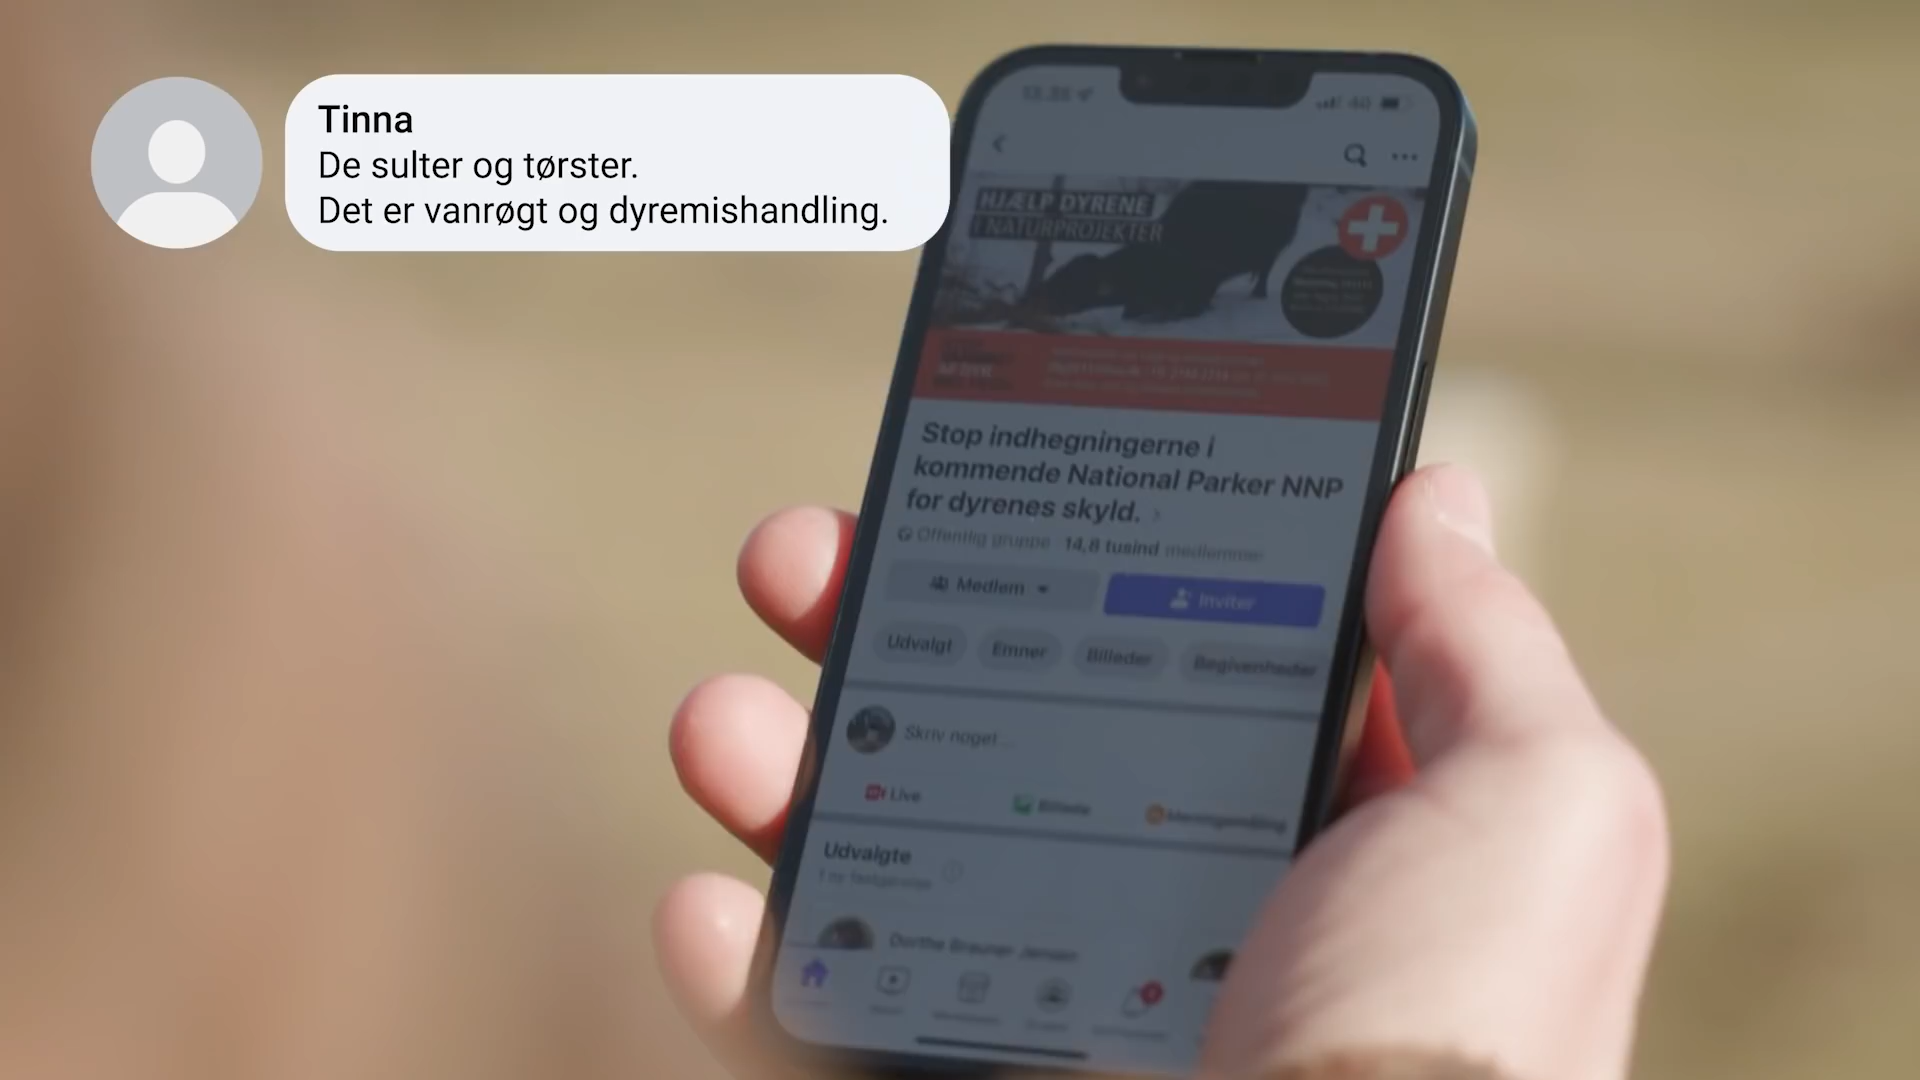 Tinna
De sulter og tørster.
Det er vanrøgt og dyremishandling.
HJÆLP DYRENE
I NATURPROJEKTER
Stop indhegningerne i
kommende National Parker NNP
for dyrenes skyld.
Offentlig gruppe 14,8 tusind medlemmer
Medlem
Inviter
Udvalgt
Emner
Billeder
Begivenheder
Skriv noget ...
Live
Billede
Meningsmåling
Udvalgte